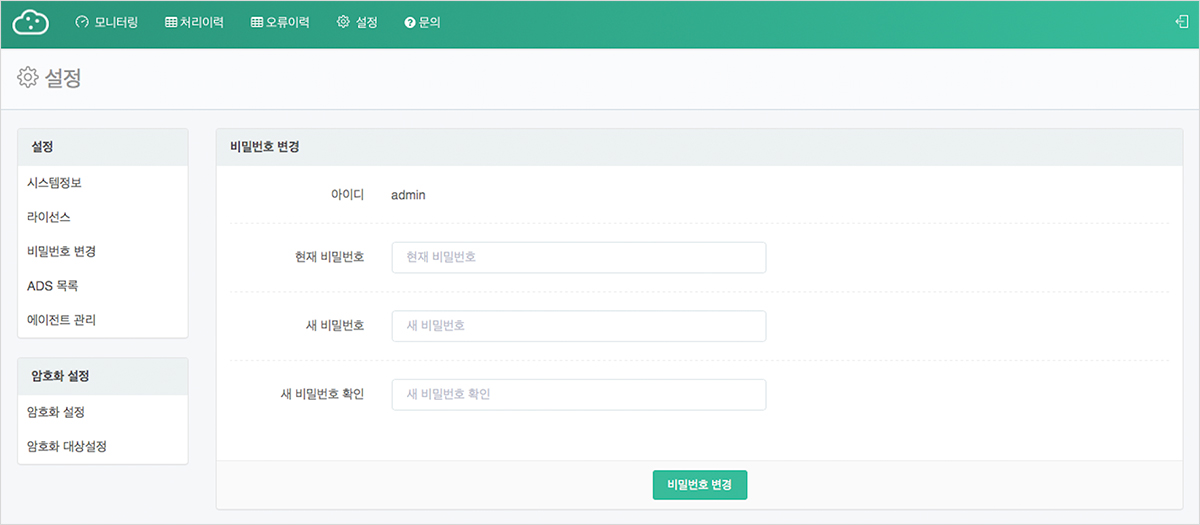 모니터링 처리이력 오류이력 설정 문의
설정
설정
시스템정보
라이선스
비밀번호 변경
ADS 목록
에이전트 관리
암호화 설정
암호화 설정
암호화 대상설정
비밀번호 변경
아이디 admin
현재 비밀번호 현재 비밀번호
새 비밀번호 새 비밀번호
새 비밀번호 확인 새 비밀번호 확인
비밀번호 변경